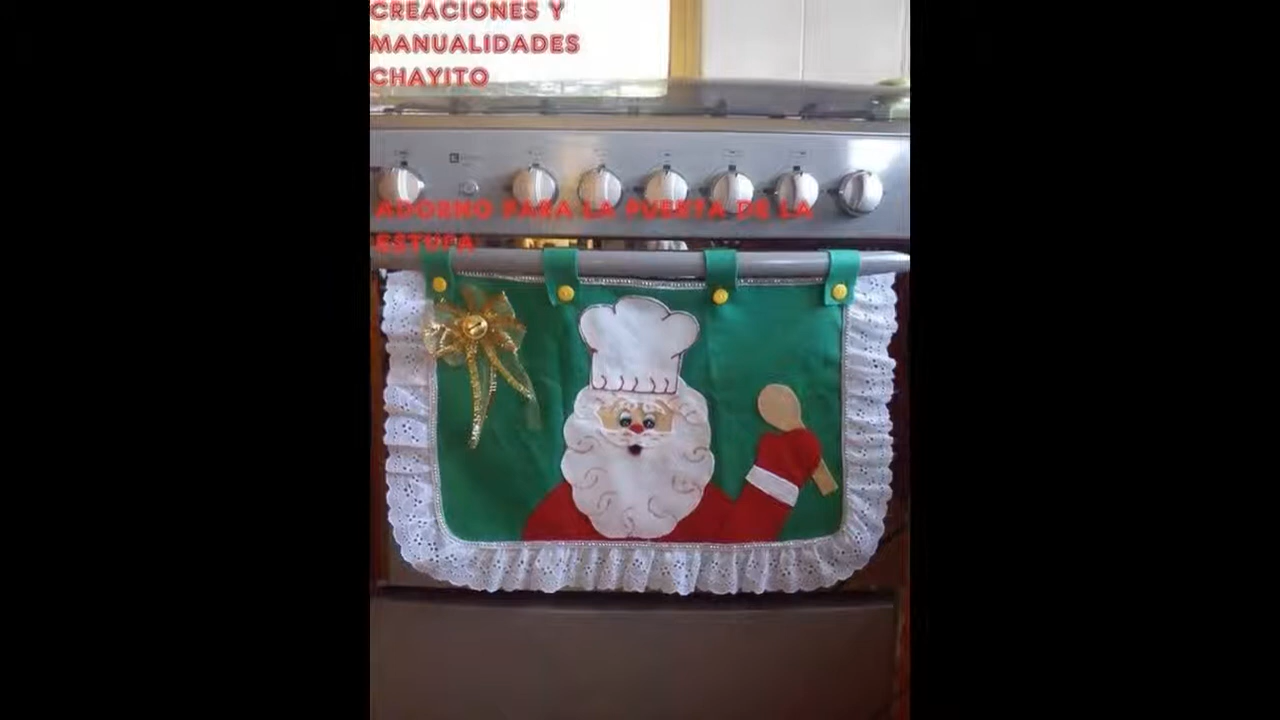 CREACIONES Y
MANUALIDADES
CHAYITO
ADORNO PARA LA PUERTA DE LA
ESTUFA